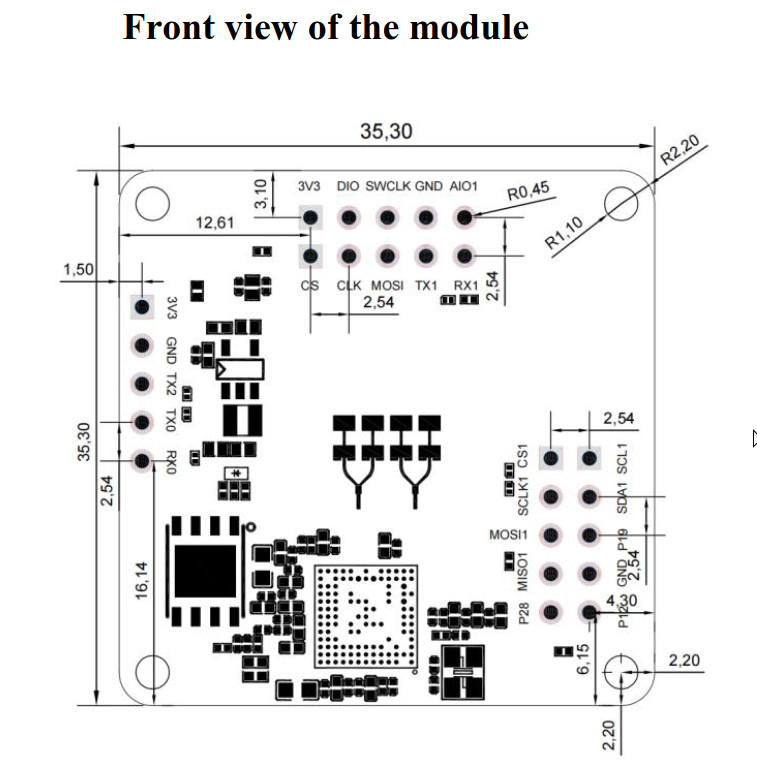 Front view of the module
35,30
R2,20
3,10
3V3 DIO SWCLK GND AIO1
R0,45
12,61
R1,10
1,50
CS CLK MOSI TX1 RX1
2,54
2,54
3V3
GND
TX2
TX0
RX0
35,30
2,54
2,54
CS1
SCL1
SCLK1
SDA1
MOSI1
P19
MISO1
GND
2,54
16,14
4,30
P28
6,15
2,20
2,20